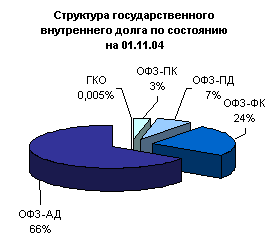 Структура государственного
внутреннего долга по состоянию
на 01.11.04
ГКО
0,005%
ОФЗ-ПК
3%
ОФЗ-ПД
7%
ОФЗ-ФК
24%
ОФЗ-АД
66%